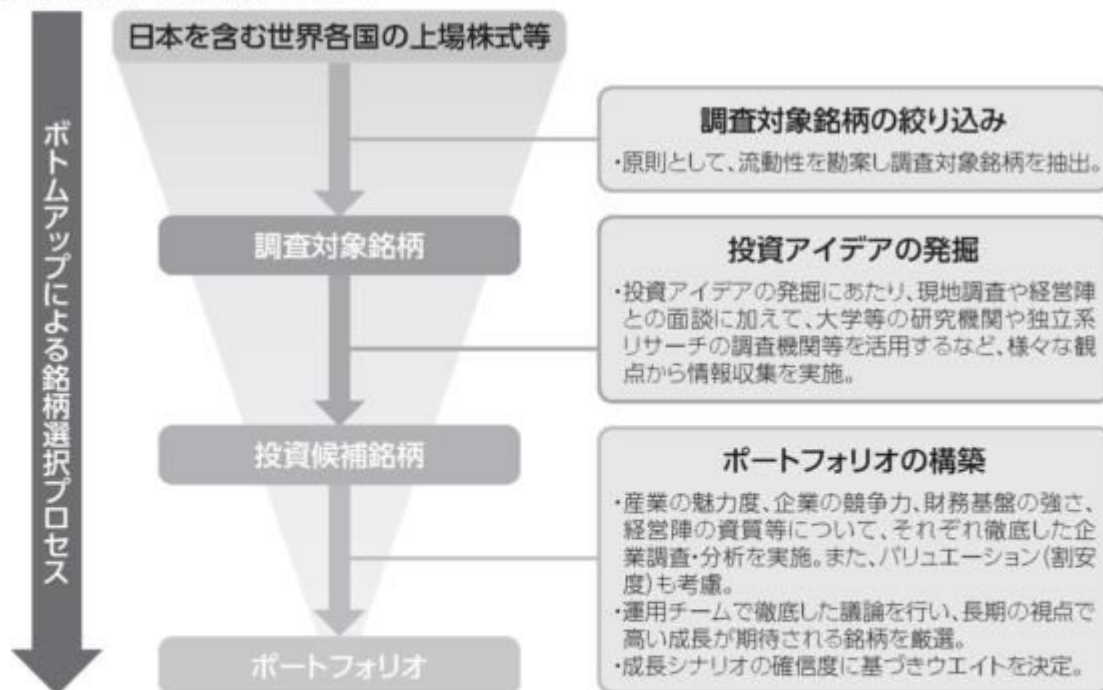 日本を含む世界各国の上場株式等
ボトムアップによる銘柄選択プロセス
調査対象銘柄の絞り込み
・原則として、流動性を勘案し調査対象銘柄を抽出。
調査対象銘柄
投資アイデアの発掘
・投資アイデアの発掘にあたり、現地調査や経営陣
との面談に加えて、大学等の研究機関や独立系
リサーチの調査機関等を活用するなど、様々な観
点から情報収集を実施。
投資候補銘柄
ポートフォリオの構築
・産業の魅力度、企業の競争力、財務基盤の強さ、
経営陣の資質等について、それぞれ徹底した企
業調査・分析を実施。また、バリュエーション(割安
度)も考慮。
・運用チームで徹底した議論を行い、長期の視点で
高い成長が期待される銘柄を厳選。
・成長シナリオの確信度に基づきウエイトを決定。
ポートフォリオ